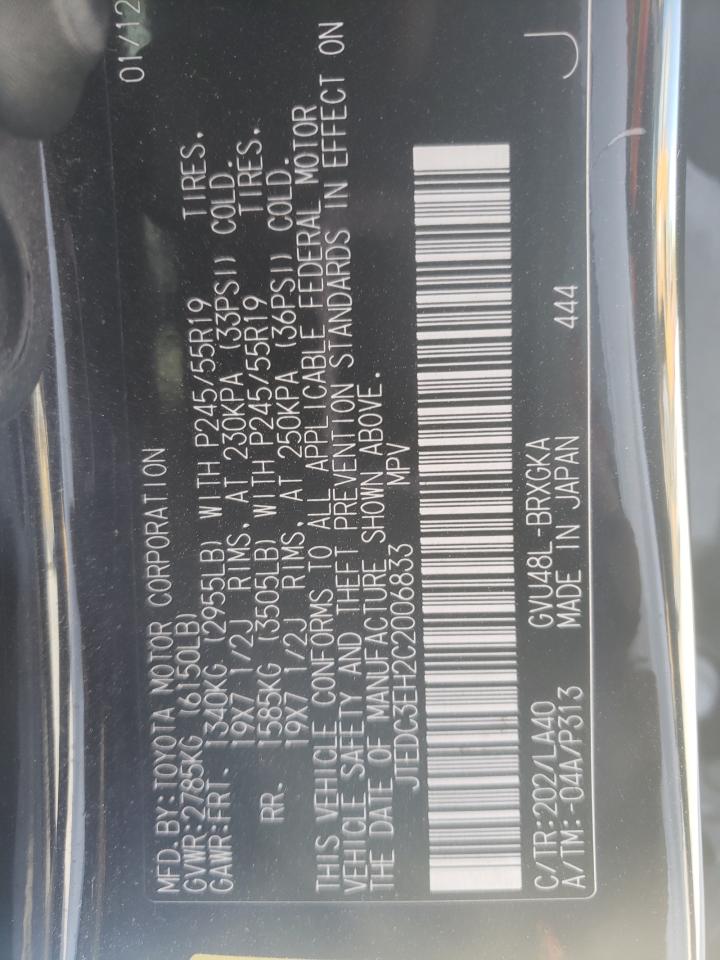 MFD.BY:TOYOTA MOTOR CORPORATION 01/12
GVWR:2785KG (6150LB)
GAWR:FRT. 1340KG (2955LB) WITH P245/55R19 TIRES,
19X7 1/2J RIMS, AT 230KPA (33PSI) COLD.
RR. 1585KG (3505LB) WITH P245/55R19 TIRES,
19X7 1/2J RIMS, AT 250KPA (36PSI) COLD.
THIS VEHICLE CONFORMS TO ALL APPLICABLE FEDERAL MOTOR
VEHICLE SAFETY AND THEFT PREVENTION STANDARDS IN EFFECT ON
THE DATE OF MANUFACTURE SHOWN ABOVE.
JTEDC3EH2C2006833 MPV
C/TR:202/LA40 GVU48L-BRXGKA J
A/TM:-04A/P313 MADE IN JAPAN 444